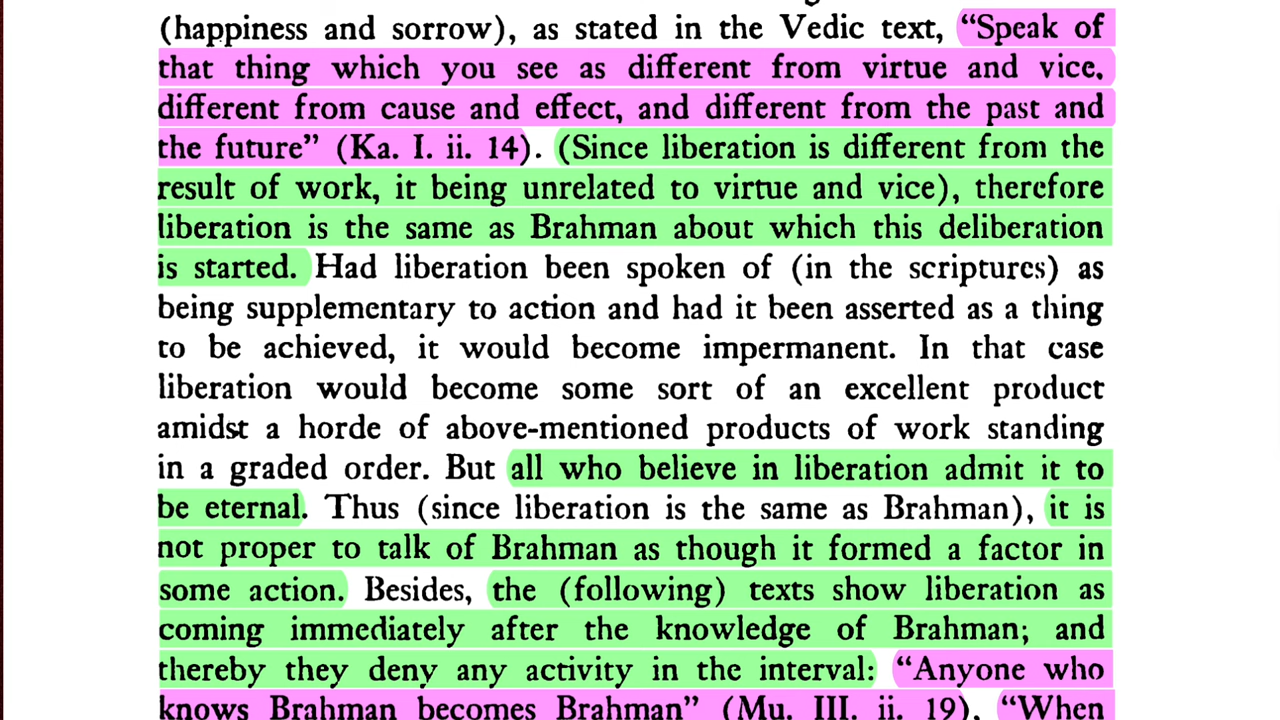 (happiness and sorrow), as stated in the Vedic text, “Speak of
that thing which you see as different from virtue and vice,
different from cause and effect, and different from the past and
the future” (Ka. I. ii. 14). (Since liberation is different from the
result of work, it being unrelated to virtue and vice), therefore
liberation is the same as Brahman about which this deliberation
is started. Had liberation been spoken of (in the scriptures) as
being supplementary to action and had it been asserted as a thing
to be achieved, it would become impermanent. In that case
liberation would become some sort of an excellent product
amidst a horde of above-mentioned products of work standing
in a graded order. But all who believe in liberation admit it to
be eternal. Thus (since liberation is the same as Brahman), it is
not proper to talk of Brahman as though it formed a factor in
some action. Besides, the (following) texts show liberation as
coming immediately after the knowledge of Brahman; and
thereby they deny any activity in the interval: “Anyone who
knows Brahman becomes Brahman” (Mu. III. ii. 19), “When